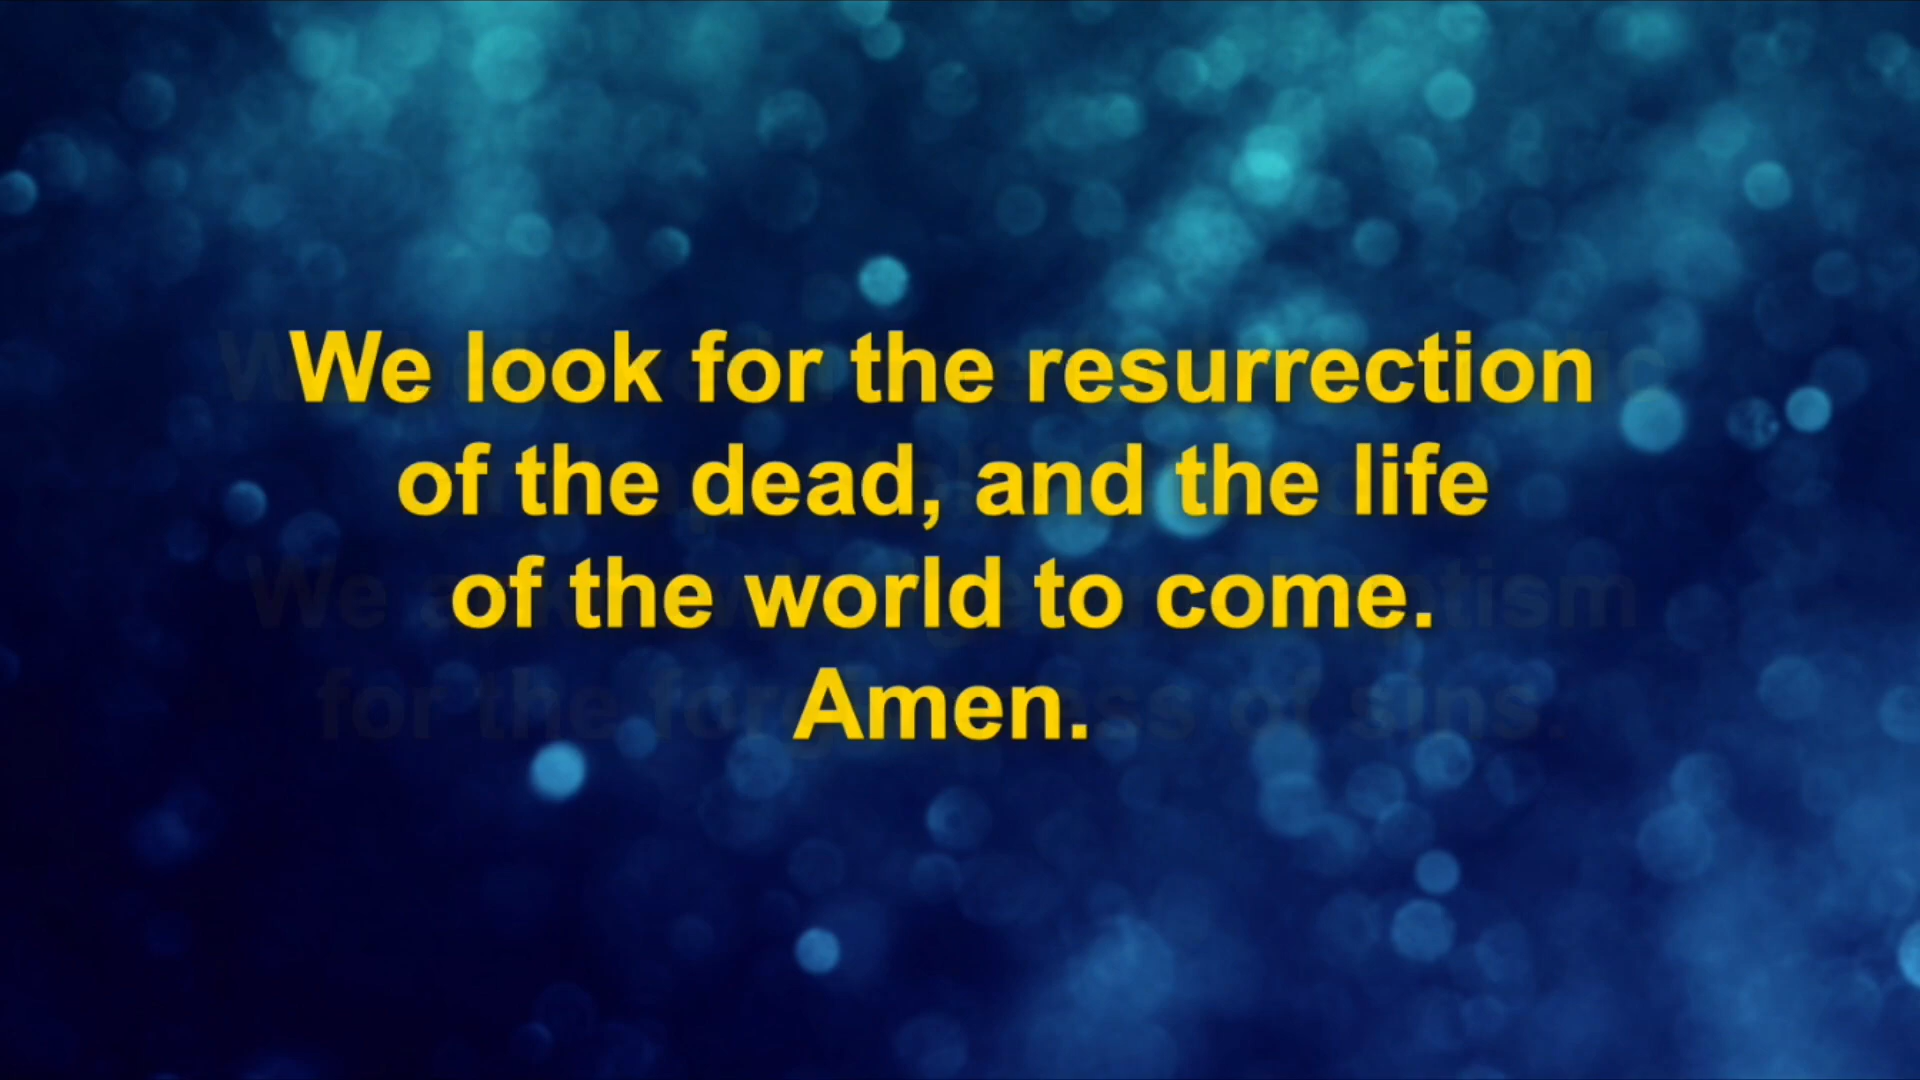 We look for the resurrection
of the dead, and the life
of the world to come.
Amen.